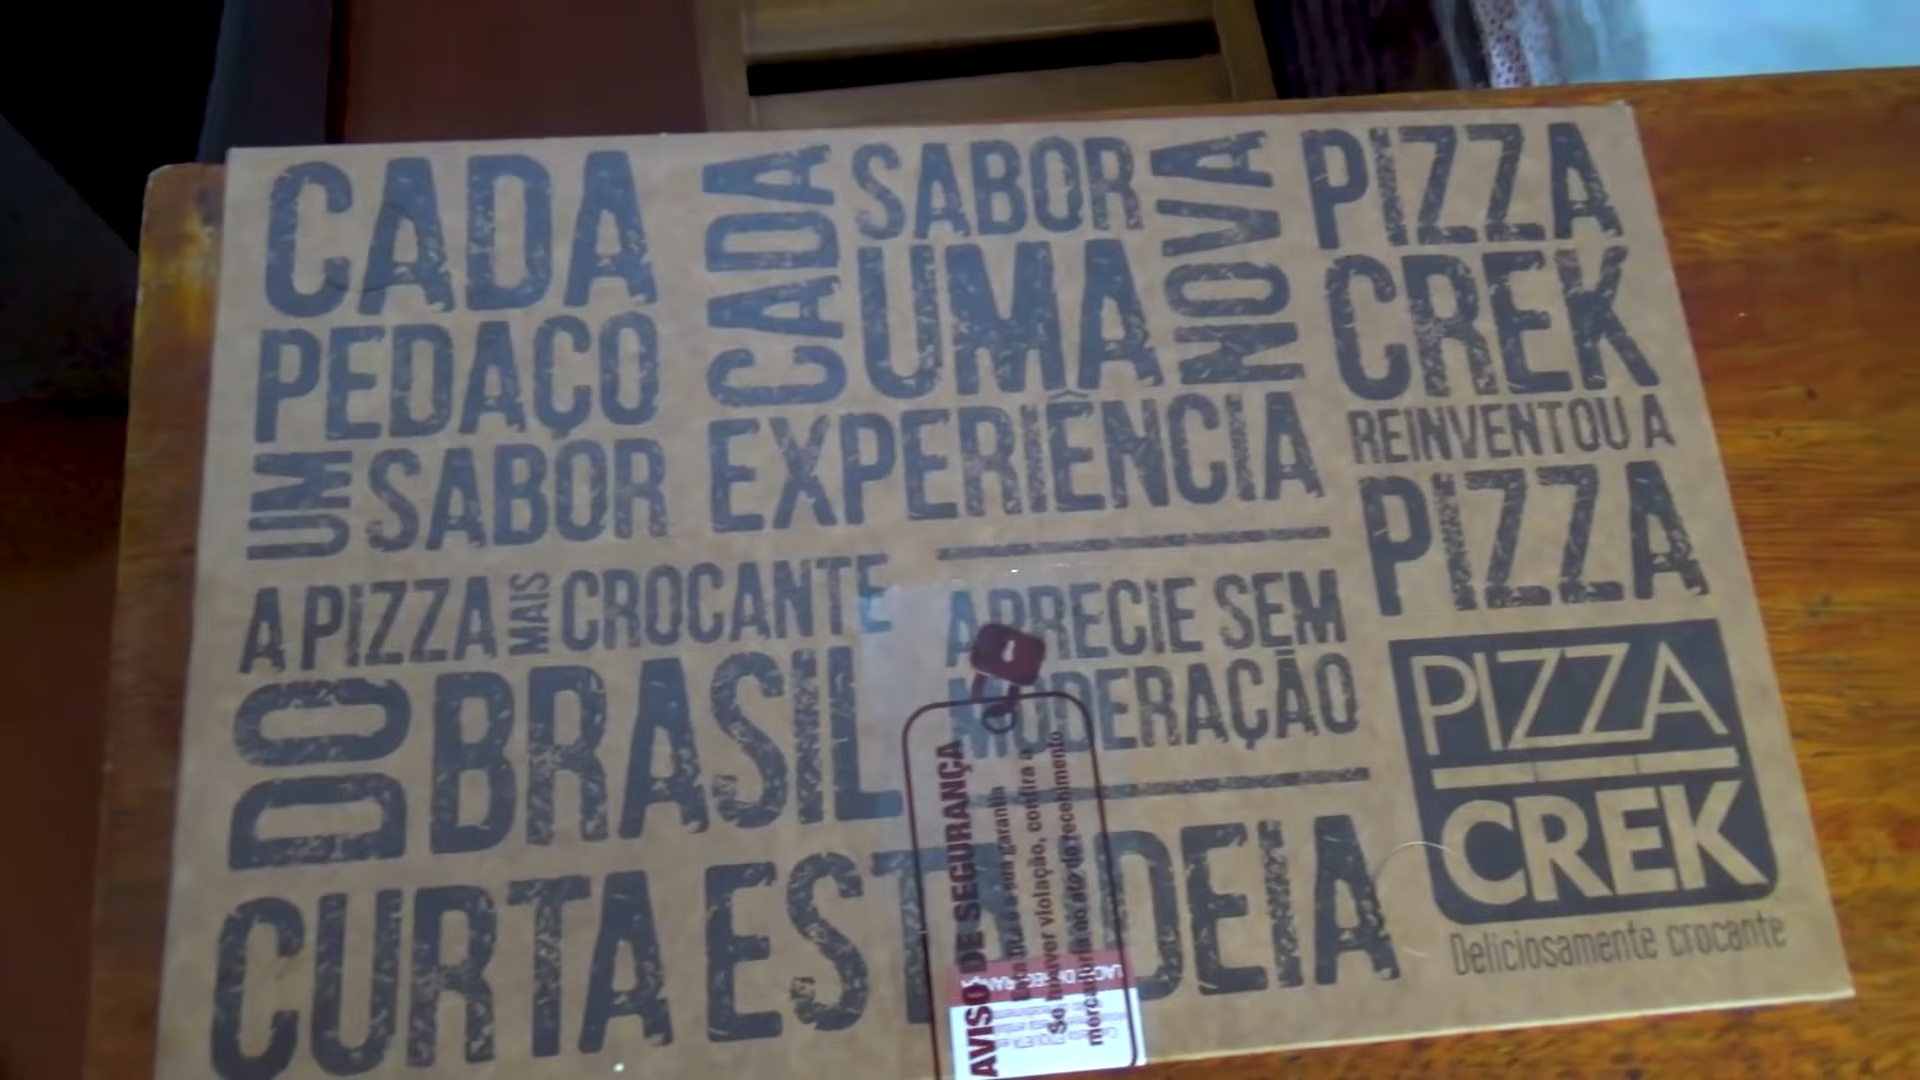 CADA
PEDAÇO
UM SABOR
CADA SABOR
UMA NOVA
EXPERIÊNCIA
PIZZA
CREK
REINVENTOU A
PIZZA
A PIZZA MAIS CROCANTE
DO BRASIL
APRECIE SEM
MODERAÇÃO
CURTA ESTA IDEIA
PIZZA
CREK
Deliciosamente crocante
AVISO DE SEGURANÇA
a sua garantia
Se houver violação, confira a
mercadoria no ato do recebimento